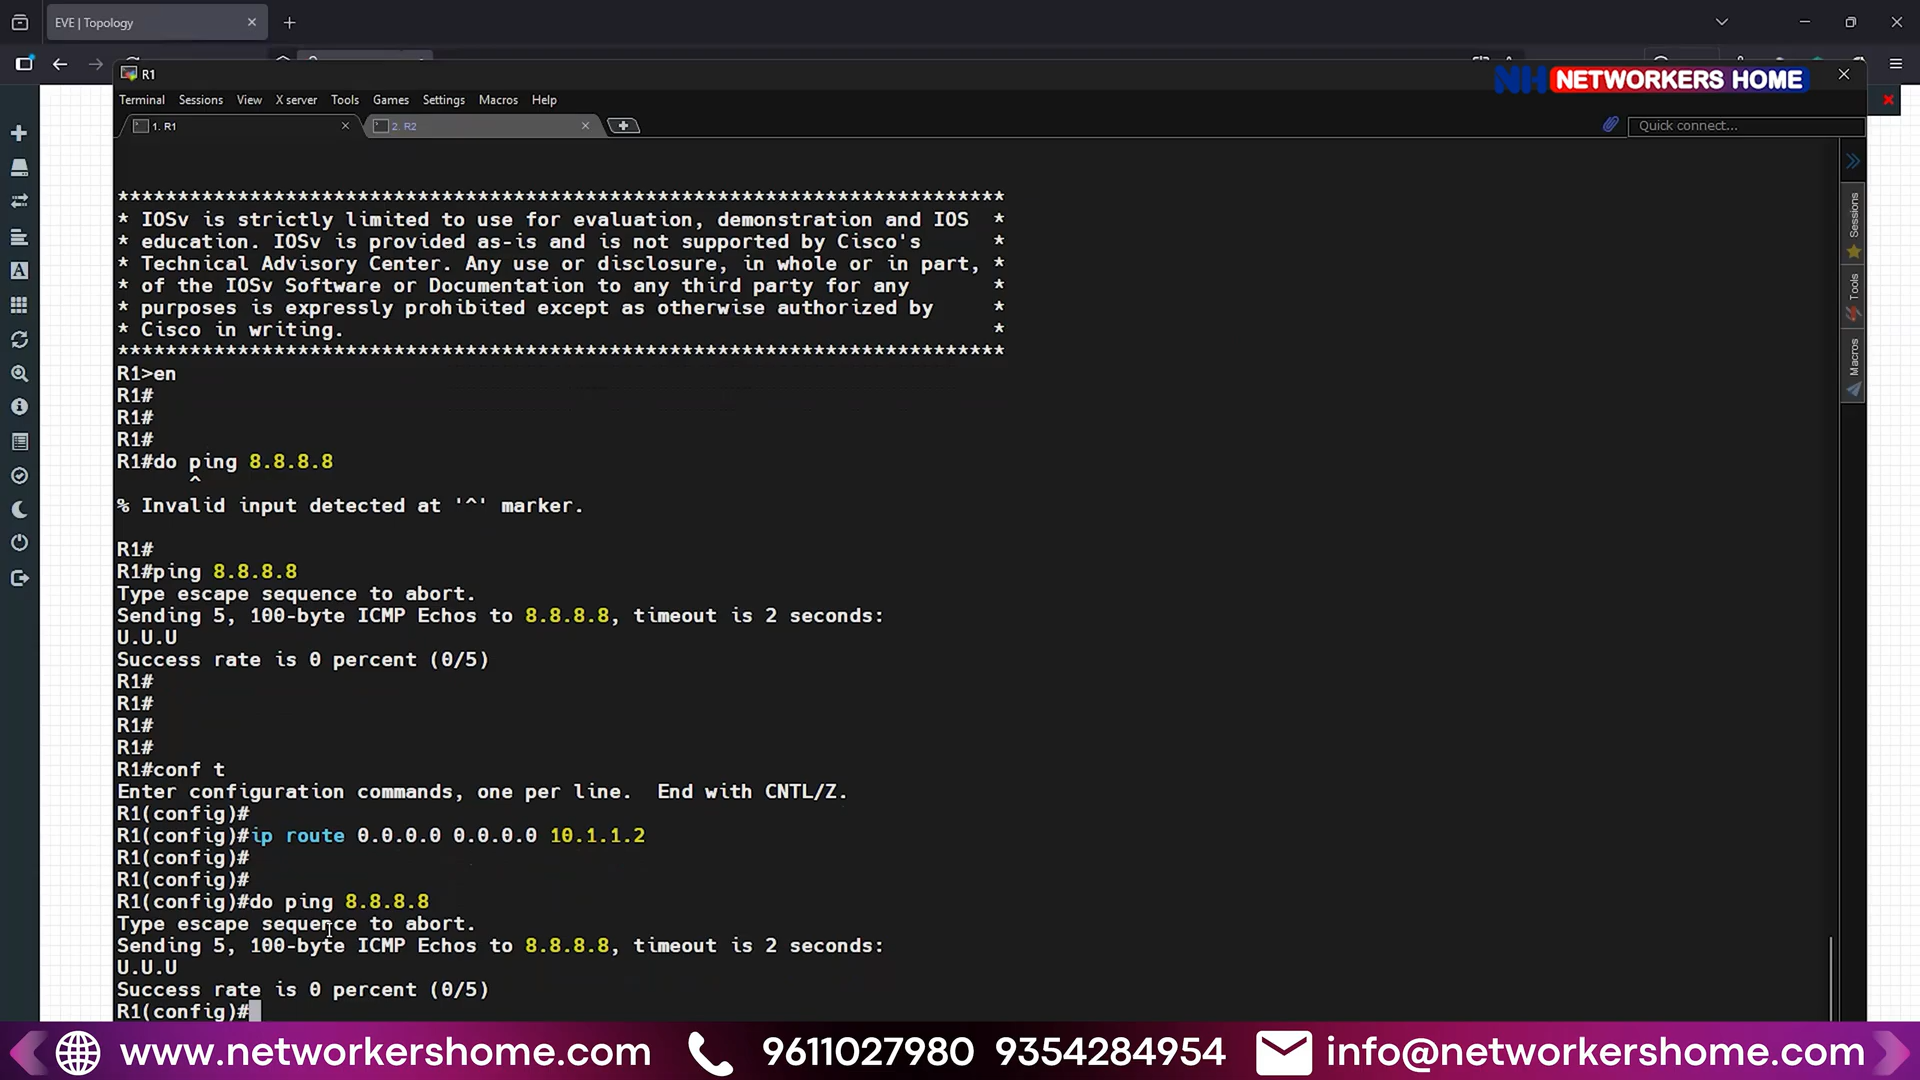 EVE | Topology
R1
NH NETWORKERS HOME
Terminal Sessions View X server Tools Games Settings Macros Help
1. R1
2. R2
Quick connect...
Sessions
Tools
Macros
**************************************************************************
* IOSv is strictly limited to use for evaluation, demonstration and IOS *
* education. IOSv is provided as-is and is not supported by Cisco's *
* Technical Advisory Center. Any use or disclosure, in whole or in part, *
* of the IOSv Software or Documentation to any third party for any *
* purposes is expressly prohibited except as otherwise authorized by *
* Cisco in writing. *
**************************************************************************
R1>en
R1#
R1#
R1#
R1#do ping 8.8.8.8
^
% Invalid input detected at '^' marker.
R1#
R1#ping 8.8.8.8
Type escape sequence to abort.
Sending 5, 100-byte ICMP Echos to 8.8.8.8, timeout is 2 seconds:
U.U.U
Success rate is 0 percent (0/5)
R1#
R1#
R1#
R1#
R1#conf t
Enter configuration commands, one per line. End with CNTL/Z.
R1(config)#
R1(config)#ip route 0.0.0.0 0.0.0.0 10.1.1.2
R1(config)#
R1(config)#
R1(config)#do ping 8.8.8.8
Type escape sequence to abort.
Sending 5, 100-byte ICMP Echos to 8.8.8.8, timeout is 2 seconds:
U.U.U
Success rate is 0 percent (0/5)
R1(config)#
www.networkershome.com 9611027980 9354284954 info@networkershome.com